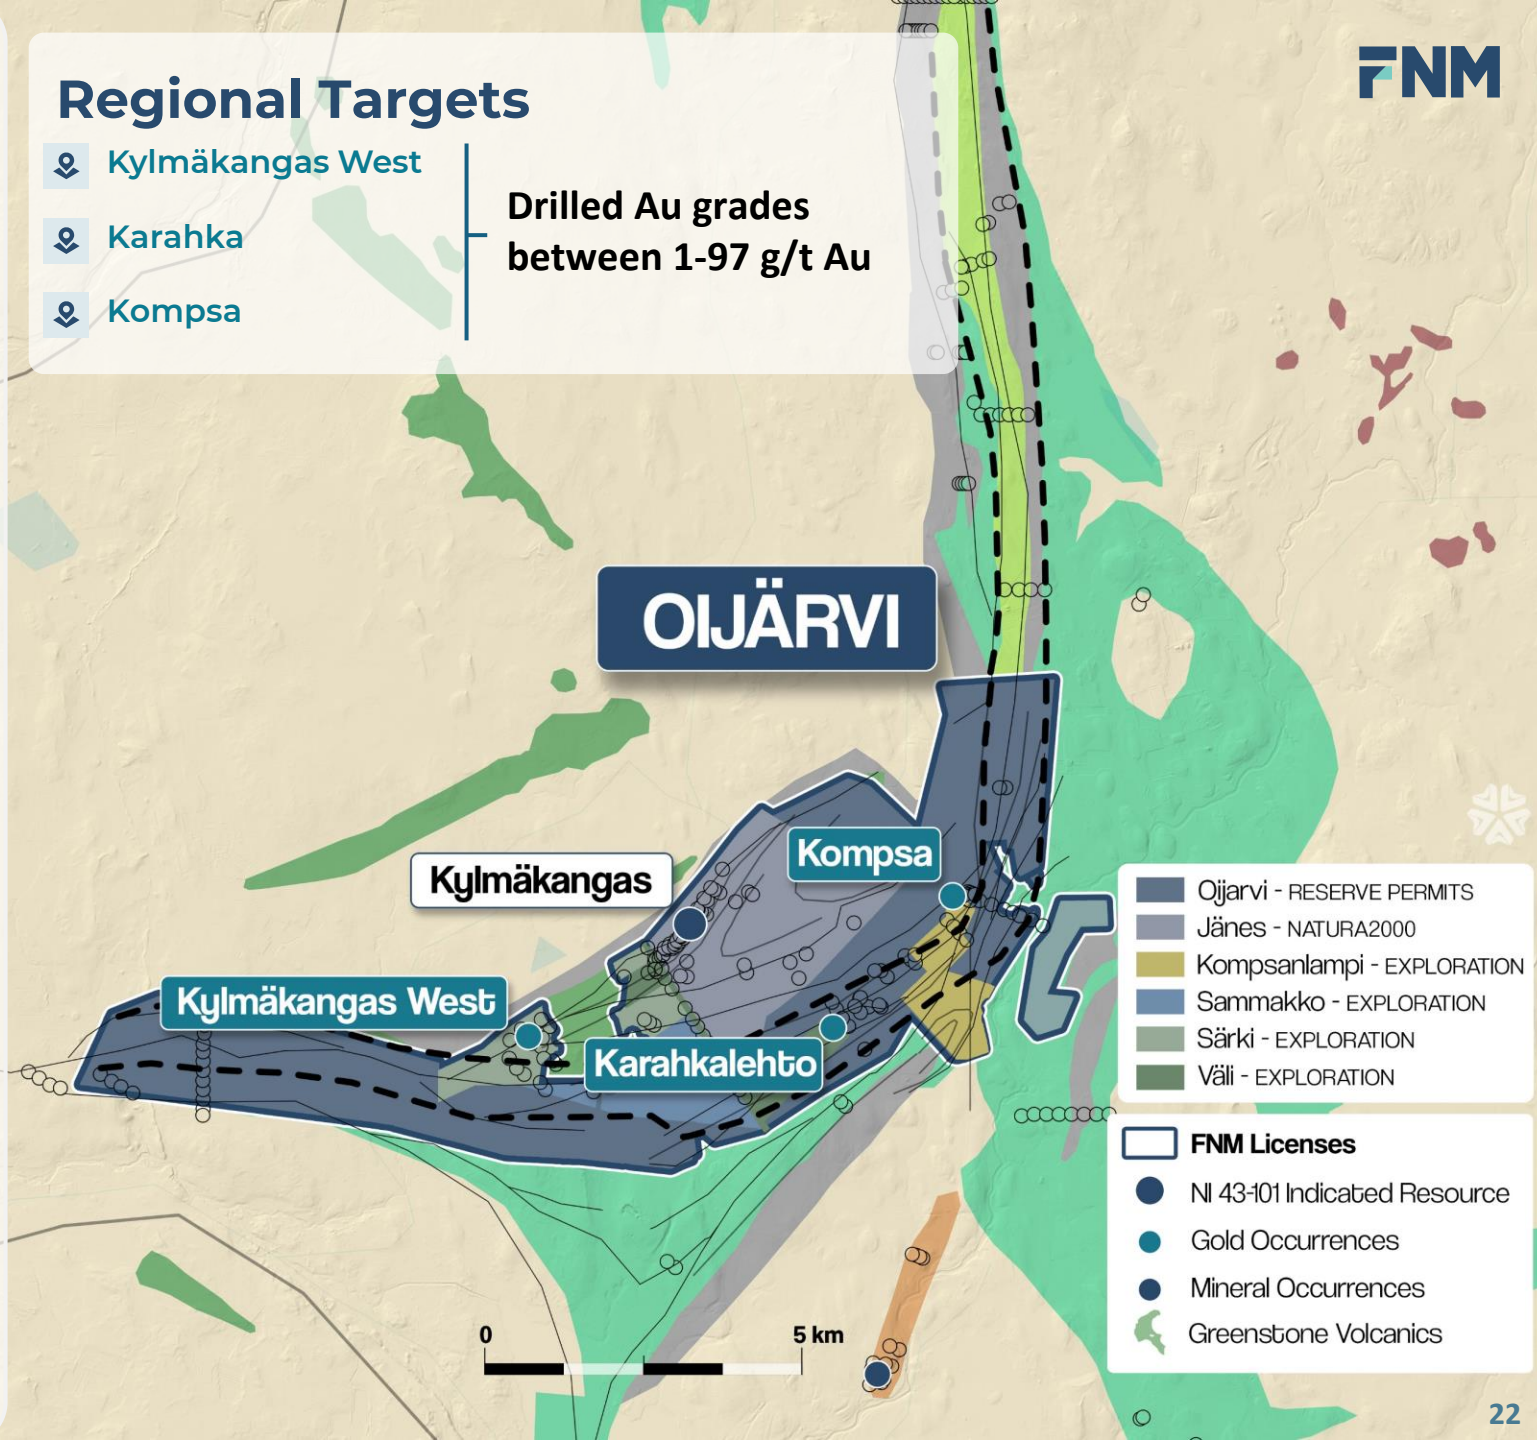 Regional Targets
FNM
Kylmäkangas West
Karahka
Kompsa
Drilled Au grades
between 1-97 g/t Au
OIJÄRVI
Kompsa
Kylmäkangas
Kylmäkangas West
Karahkalehto
Oijarvi - RESERVE PERMITS
Jänes - NATURA2000
Kompsanlampi - EXPLORATION
Sammakko - EXPLORATION
Särki - EXPLORATION
Väli - EXPLORATION
FNM Licenses
NI 43-101 Indicated Resource
Gold Occurrences
Mineral Occurrences
Greenstone Volcanics
0 5 km
22